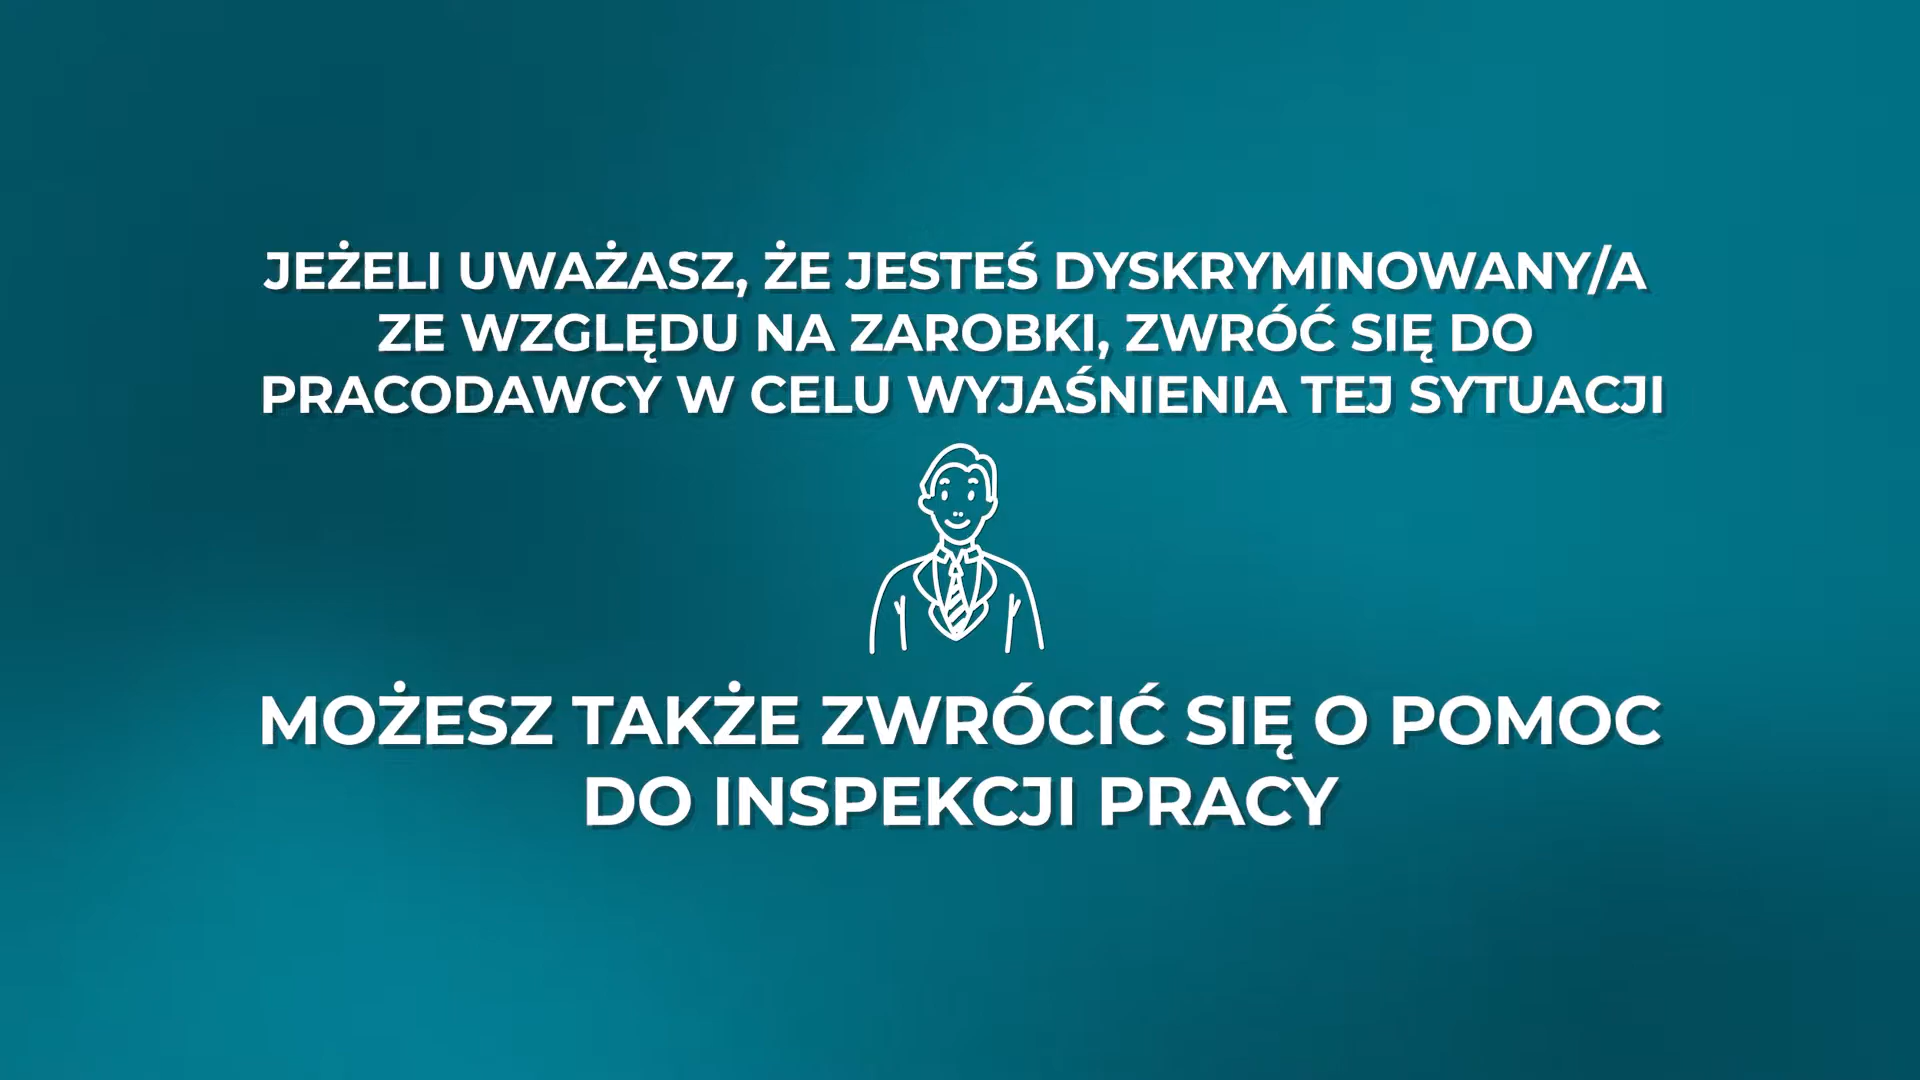 JEŻELI UWAŻASZ, ŻE JESTEŚ DYSKRYMINOWANY/A
ZE WZGLĘDU NA ZAROBKI, ZWRÓĆ SIĘ DO
PRACODAWCY W CELU WYJAŚNIENIA TEJ SYTUACJI
MOŻESZ TAKŻE ZWRÓCIĆ SIĘ O POMOC
DO INSPEKCJI PRACY